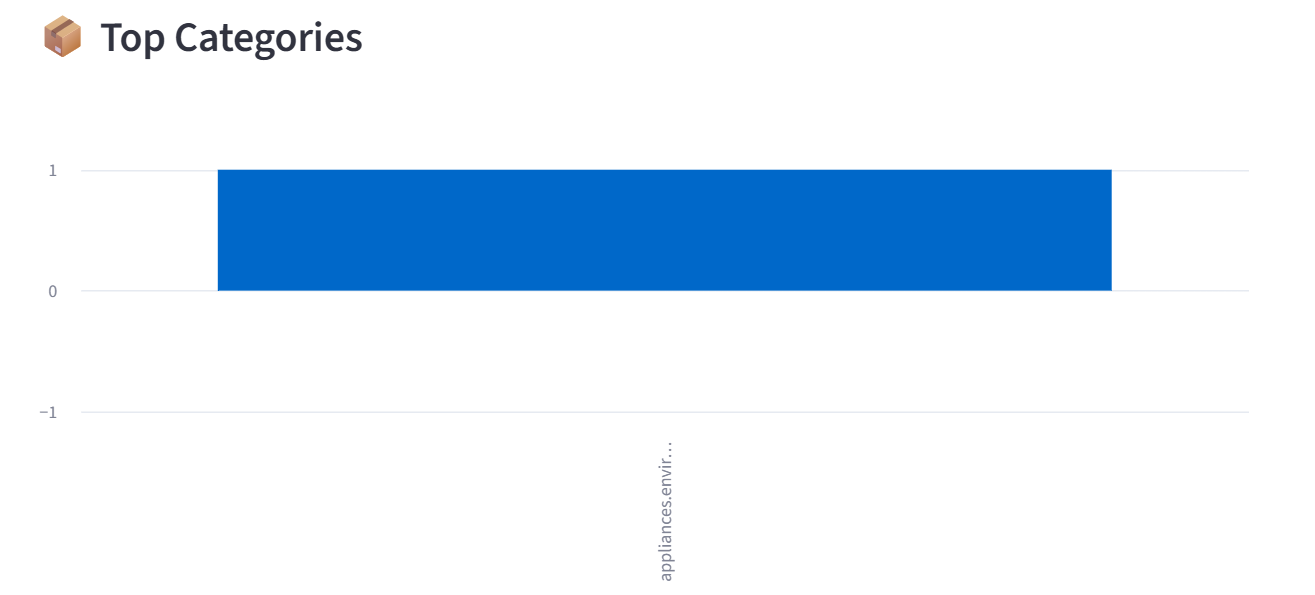 📦 Top Categories
1
0
−1
appliances.envir…